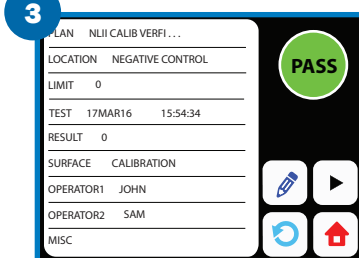 3
PLAN NLII CALIB VERFI . . .
LOCATION NEGATIVE CONTROL
PASS
LIMIT 0
TEST 17MAR16 15:54:34
RESULT 0
SURFACE CALIBRATION
OPERATOR1 JOHN
OPERATOR2 SAM
MISC